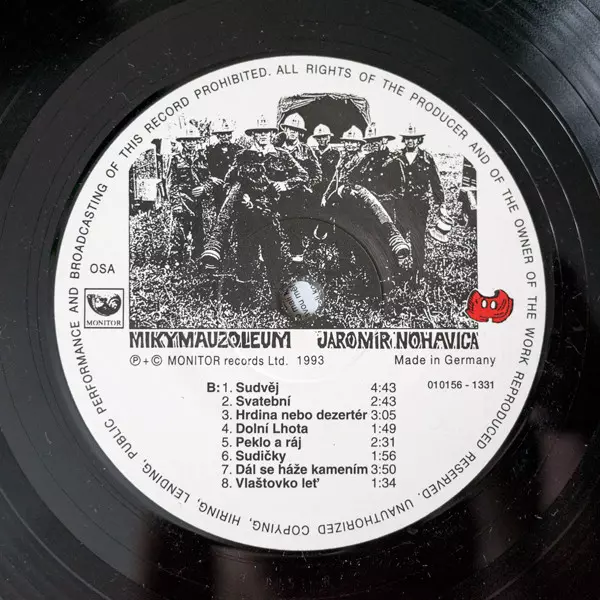 PUBLIC PERFORMANCE AND BROADCASTING OF THIS RECORD PROHIBITED. ALL RIGHTS OF THE PRODUCER AND OF THE OWNER OF THE WORK REPRODUCED RESERVED. UNAUTHORIZED COPYING, HIRING, LENDING,
OSA
MONITOR
MIKYMAUZOLEUM JAROMÍR NOHAVICA
Ⓟ+© MONITOR records Ltd. 1993 Made in Germany
B: 1. Sudvěj 4:43 010156 - 1331
2. Svatební 2:43
3. Hrdina nebo dezertér 3:05
4. Dolní Lhota 1:49
5. Peklo a ráj 2:31
6. Sudičky 1:56
7. Dál se háže kamením 3:50
8. Vlaštovko leť 1:34